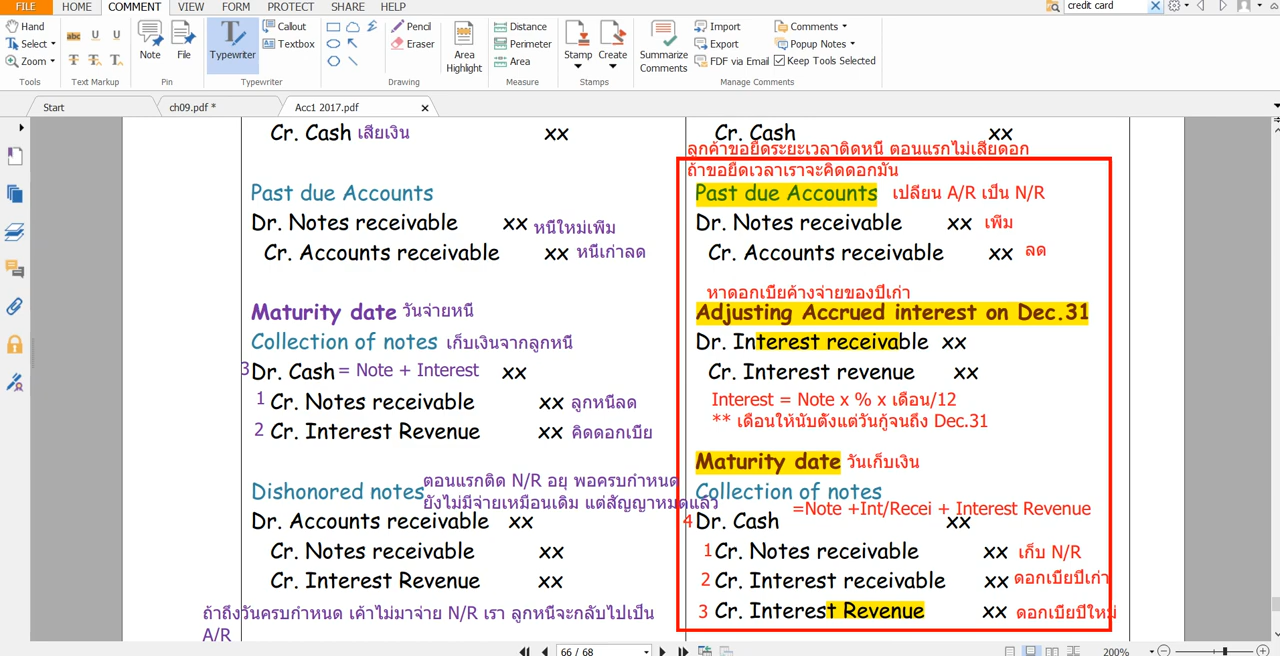 FILE HOME COMMENT VIEW FORM PROTECT SHARE HELP credit card
Hand
Select
Zoom
Tools
abc U U
T T T
Text Markup
Note File
Pin
Typewriter
Callout
Textbox
Typewriter
Pencil
Eraser
Drawing
Area
Highlight
Distance
Perimeter
Area
Measure
Stamp Create
Stamps
Summarize
Comments
Import
Export
FDF via Email
Comments
Popup Notes
Keep Tools Selected
Manage Comments
Start ch09.pdf * Acc1 2017.pdf
Cr. Cash เสียเงิน xx
Past due Accounts
Dr. Notes receivable xx หนี้ใหม่เพิ่ม
Cr. Accounts receivable xx หนี้เก่าลด
Maturity date วันจ่ายหนี้
Collection of notes เก็บเงินจากลูกหนี้
3 Dr. Cash = Note + Interest xx
1 Cr. Notes receivable xx ลูกหนี้ลด
2 Cr. Interest Revenue xx คิดดอกเบี้ย
ตอนแรกติด N/R อยู่ พอครบกำหนด
Dishonored notes ยังไม่มีจ่ายเหมือนเดิม แต่สัญญาหมดแล้ว
Dr. Accounts receivable xx
Cr. Notes receivable xx
Cr. Interest Revenue xx
ถ้าถึงวันครบกำหนด เค้าไม่มาจ่าย N/R เรา ลูกหนี้จะกลับไปเป็น
A/R
Cr. Cash xx
ลูกค้าขอยืดระยะเวลาติดหนี้ ตอนแรกไม่เสียดอก
ถ้าขอยืดเวลาเราจะคิดดอกมัน
Past due Accounts เปลี่ยน A/R เป็น N/R
Dr. Notes receivable xx เพิ่ม
Cr. Accounts receivable xx ลด
หาดอกเบี้ยค้างจ่ายของปีเก่า
Adjusting Accrued interest on Dec.31
Dr. Interest receivable xx
Cr. Interest revenue xx
Interest = Note x % x เดือน/12
** เดือนให้นับตั้งแต่วันกู้จนถึง Dec.31
Maturity date วันเก็บเงิน
Collection of notes
=Note +Int/Recei + Interest Revenue
4 Dr. Cash xx
1 Cr. Notes receivable xx เก็บ N/R
2 Cr. Interest receivable xx ดอกเบี้ยปีเก่า
3 Cr. Interest Revenue xx ดอกเบี้ยปีใหม่
66 / 68 200%